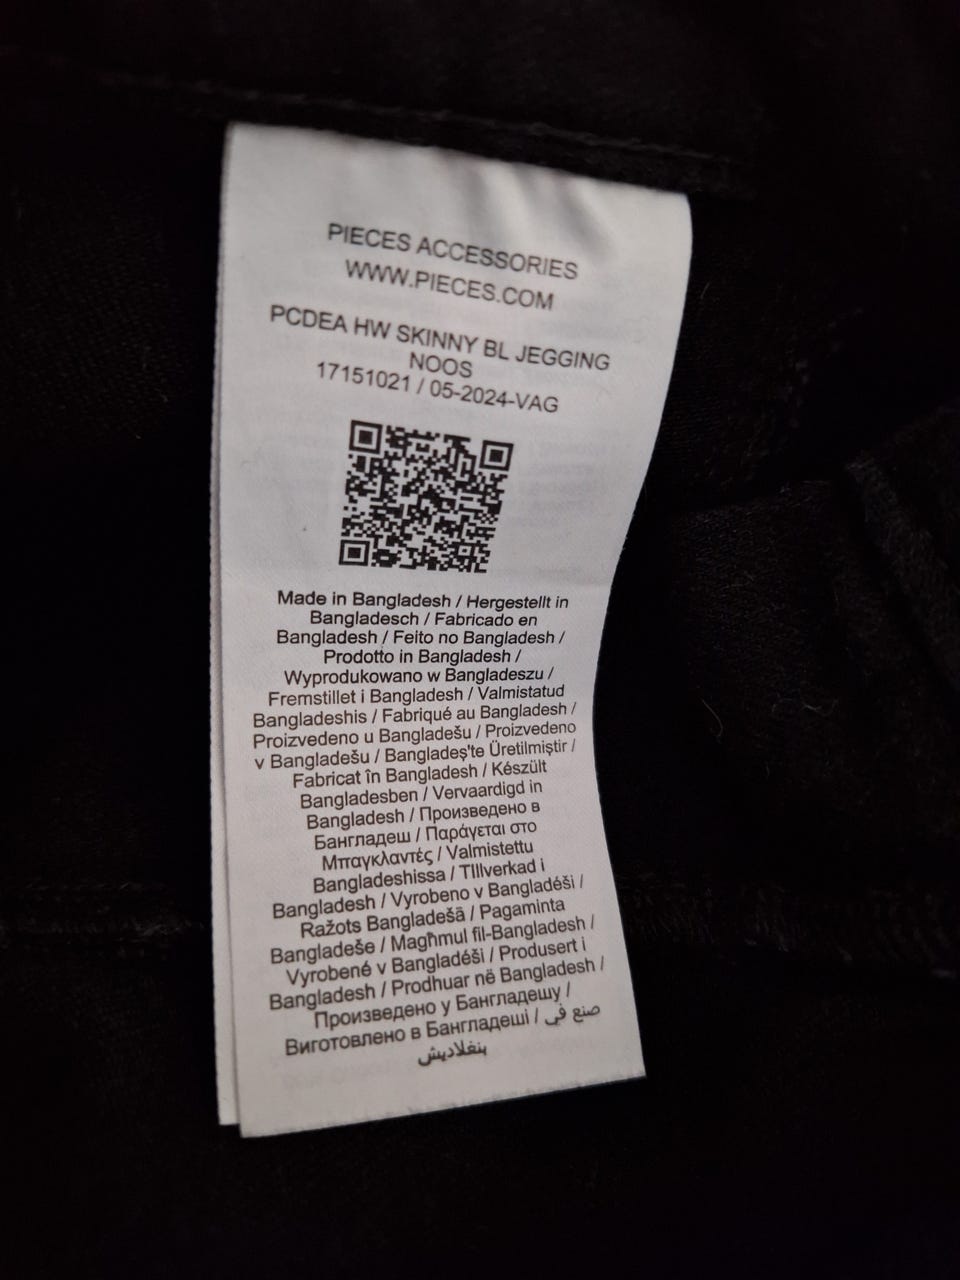 PIECES ACCESSORIES
WWW.PIECES.COM
PCDEA HW SKINNY BL JEGGING
NOOS
17151021 / 05-2024-VAG
Made in Bangladesh / Hergestellt in
Bangladesch / Fabricado en
Bangladesh / Feito no Bangladesh /
Prodotto in Bangladesh /
Wyprodukowano w Bangladeszu /
Fremstillet i Bangladesh / Valmistatud
Bangladeshis / Fabriqué au Bangladesh /
Proizvedeno u Bangladešu / Proizvedeno
v Bangladešu / Bangladeş'te Üretilmiştir /
Fabricat în Bangladesh / Készült
Bangladesben / Vervaardigd in
Bangladesh / Произведено в
Бангладеш / Παράγεται στο
Μπαγκλαντές / Valmistettu
Bangladeshissa / TIllverkad i
Bangladesh / Vyrobeno v Bangladéši /
Ražots Bangladešā / Pagaminta
Bangladeše / Magħmul fil-Bangladesh /
Vyrobené v Bangladéši / Produsert i
Bangladesh / Prodhuar në Bangladesh /
Произведено у Бангладешу /
Виготовлено в Бангладеші / صنع في
بنغلاديش